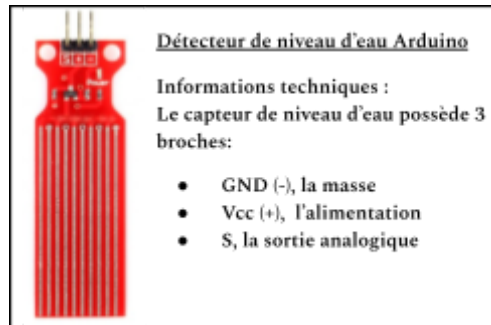 Détecteur de niveau d'eau Arduino
Informations techniques :
Le capteur de niveau d'eau possède 3
broches:
● GND (-), la masse
● Vcc (+), l'alimentation
● S, la sortie analogique